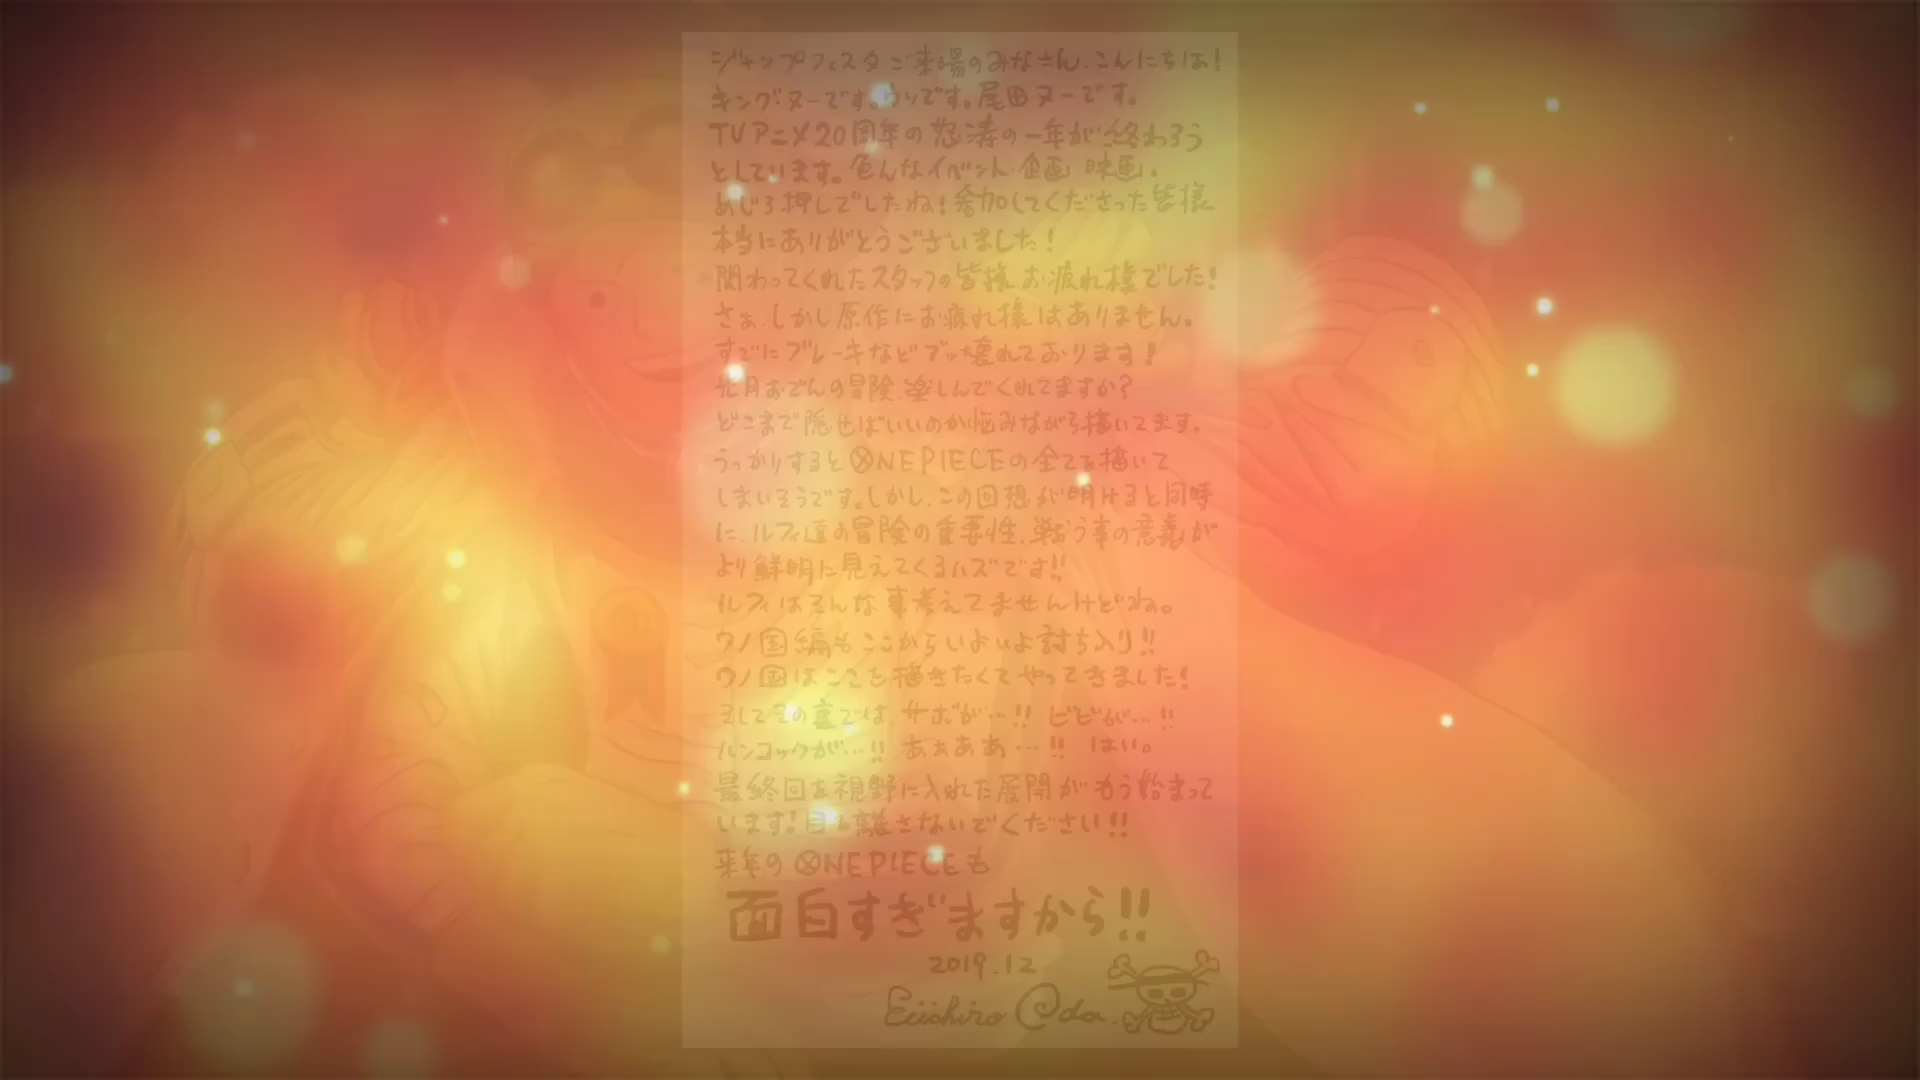 ジャンプフェスタご来場のみなさん、こんにちは！
キング・ヌーです。うソです。尾田ヌーです。
TVアニメ20周年の怒涛の一年が終わろう
としています。色んなイベント・企画・映画、
めじろ押しでしたね！参加してくださった皆様
本当にありがとうございました！
関わってくれたスタッフの皆様、お疲れ様でした！
さぁ、しかし原作にお疲れ様はありません。
すでにブレーキなどブッ壊れております！
光月おでんの冒険、楽しんでくれてますか？
どこまで隠せばいいのか悩みながら描いてます。
うっかりするとONE PIECEの全てを描いて
しまいそうです。しかし、この回想が明けると同時
に、ルフィ達の冒険の重要性、戦う事の意義が
より鮮明に見えてくるハズです!!
ルフィはそんな事考えてませんけどね。
ワノ国編もここからいよいよ討ち入り!!
ワノ国はここを描きたくてやってきました！
そしてその裏では、サボが…!! ビビが…!!
ハンコックが…!! あぁああ…!! はい。
最終回を視野に入れた展開がもう始まって
います！目を離さないでください!!
来年のONE PIECEも
面白すぎますから!!
2019.12
Eiichiro Oda.